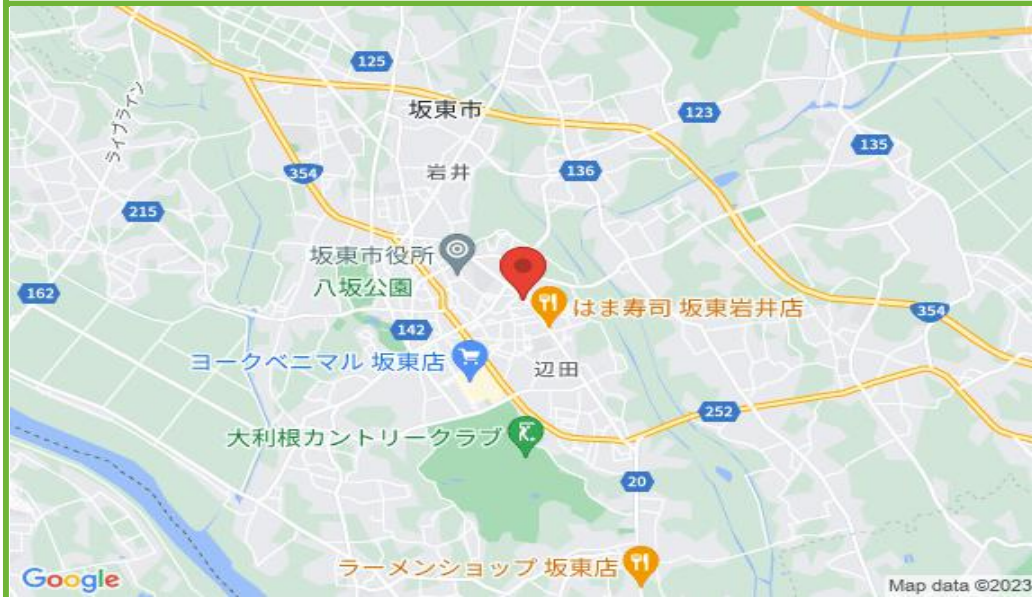 125
坂東市
123
ライブライン
岩井
136
135
354
215
坂東市役所
八坂公園
162
はま寿司 坂東岩井店
354
142
ヨークベニマル 坂東店
辺田
252
大利根カントリークラブ
20
ラーメンショップ 坂東店
Google
Map data ©2023